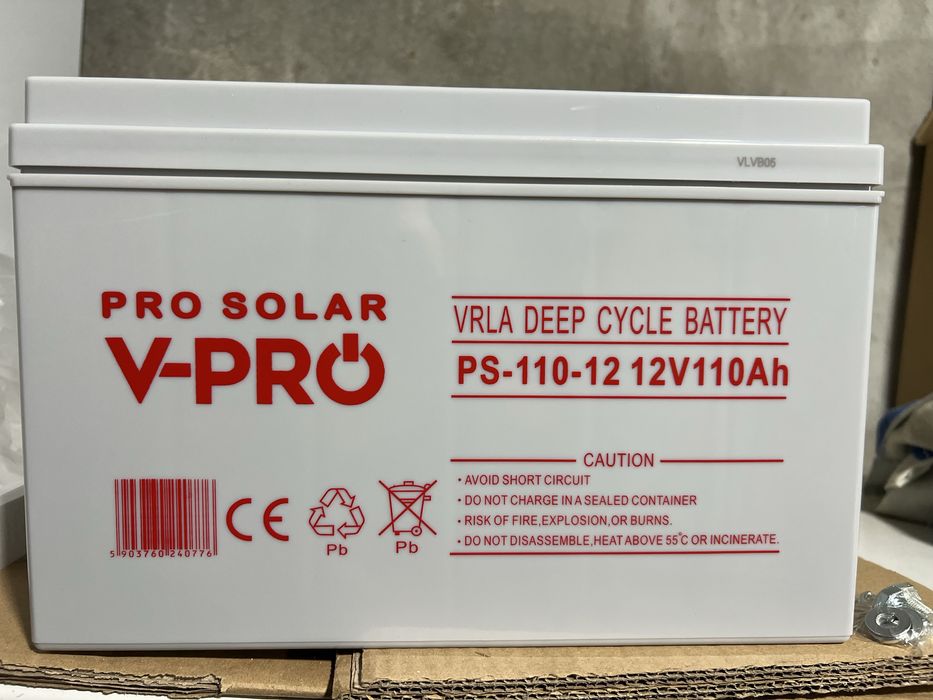 VLVB05
PRO SOLAR
V-PRO
VRLA DEEP CYCLE BATTERY
PS-110-12 12V110Ah
CAUTION
• AVOID SHORT CIRCUIT
• DO NOT CHARGE IN A SEALED CONTAINER
• RISK OF FIRE,EXPLOSION,OR BURNS.
• DO NOT DISASSEMBLE,HEAT ABOVE 55°C OR INCINERATE.
5 903760 240776
CE
Pb
Pb